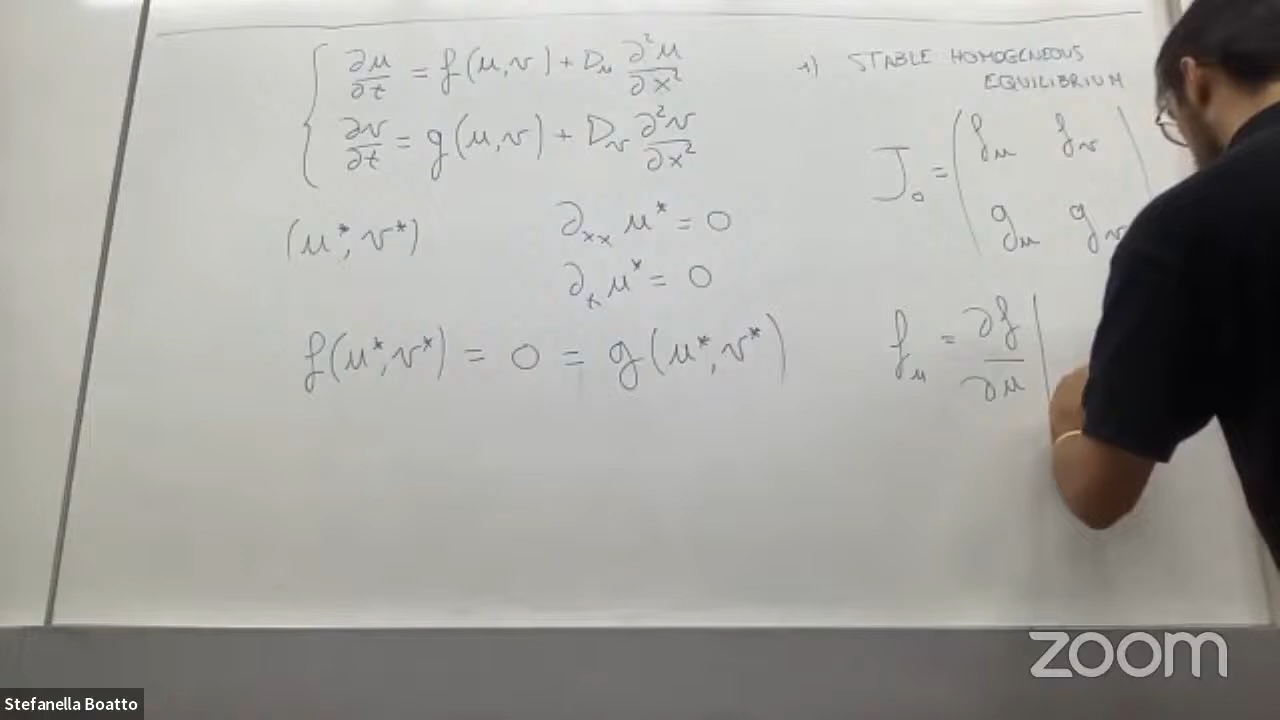 ∂u/∂t = f(u,v) + D_u ∂²u/∂x²
∂v/∂t = g(u,v) + D_v ∂²v/∂x²
(u*, v*)
∂_xx u* = 0
∂_t u* = 0
f(u*,v*) = 0 = g(u*,v*)
1) STABLE HOMOGENEOUS
EQUILIBRIUM
J_0 = ( f_u f_v
g_u g_v
f_u = ∂f/∂u |
zoom
Stefanella Boatto